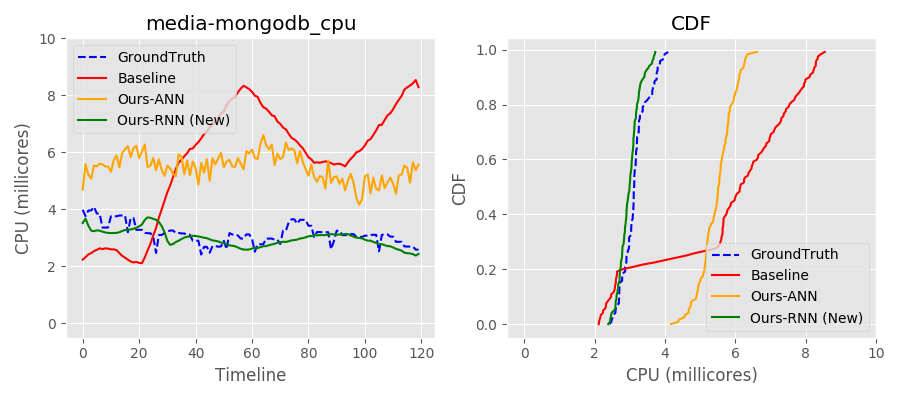 media-mongodb_cpu
CPU (millicores)
10
8
6
4
2
0
GroundTruth
Baseline
Ours-ANN
Ours-RNN (New)
0 20 40 60 80 100 120
Timeline
CDF
CDF
1.0
0.8
0.6
0.4
0.2
0.0
GroundTruth
Baseline
Ours-ANN
Ours-RNN (New)
0 2 4 6 8 10
CPU (millicores)